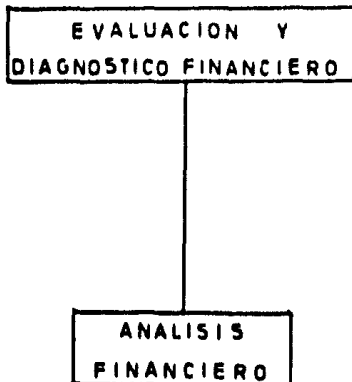 EVALUACION Y
DIAGNOSTICO FINANCIERO
ANALISIS
FINANCIERO